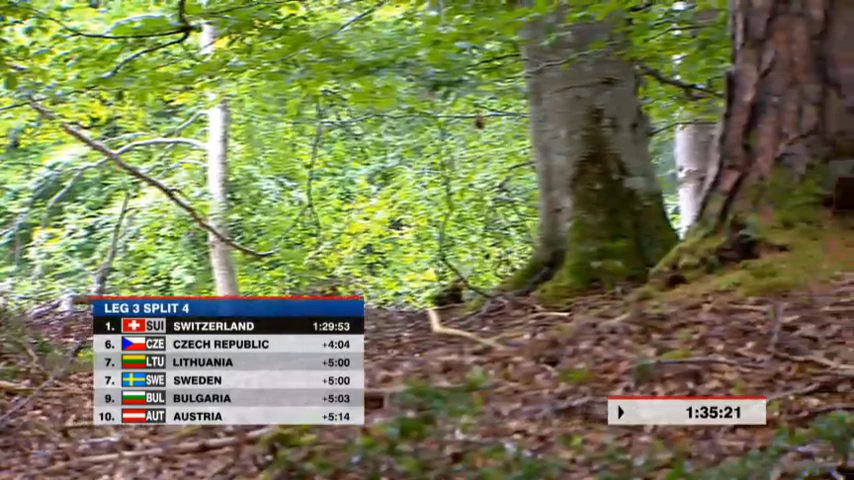 LEG 3 SPLIT 4
1. SUI SWITZERLAND 1:29:53
6. CZE CZECH REPUBLIC +4:04
7. LTU LITHUANIA +5:00
7. SWE SWEDEN +5:00
9. BUL BULGARIA +5:03
10. AUT AUSTRIA +5:14
1:35:21